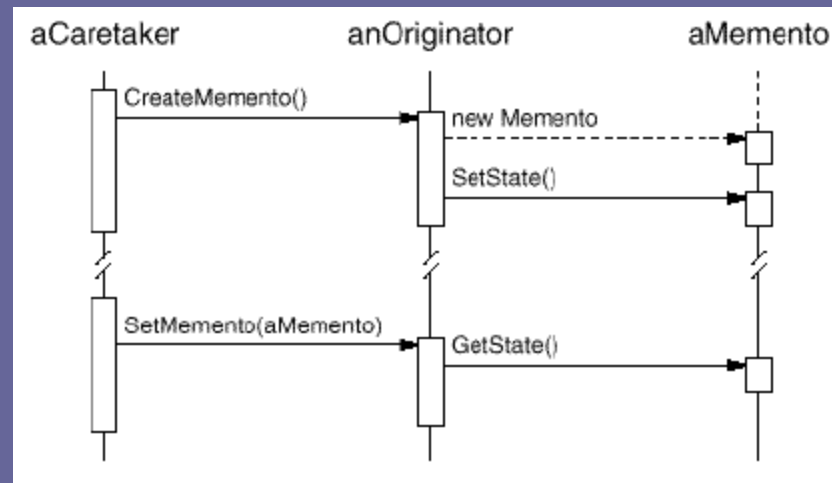 aCaretaker anOriginator aMemento
CreateMemento()
new Memento
SetState()
SetMemento(aMemento)
GetState()